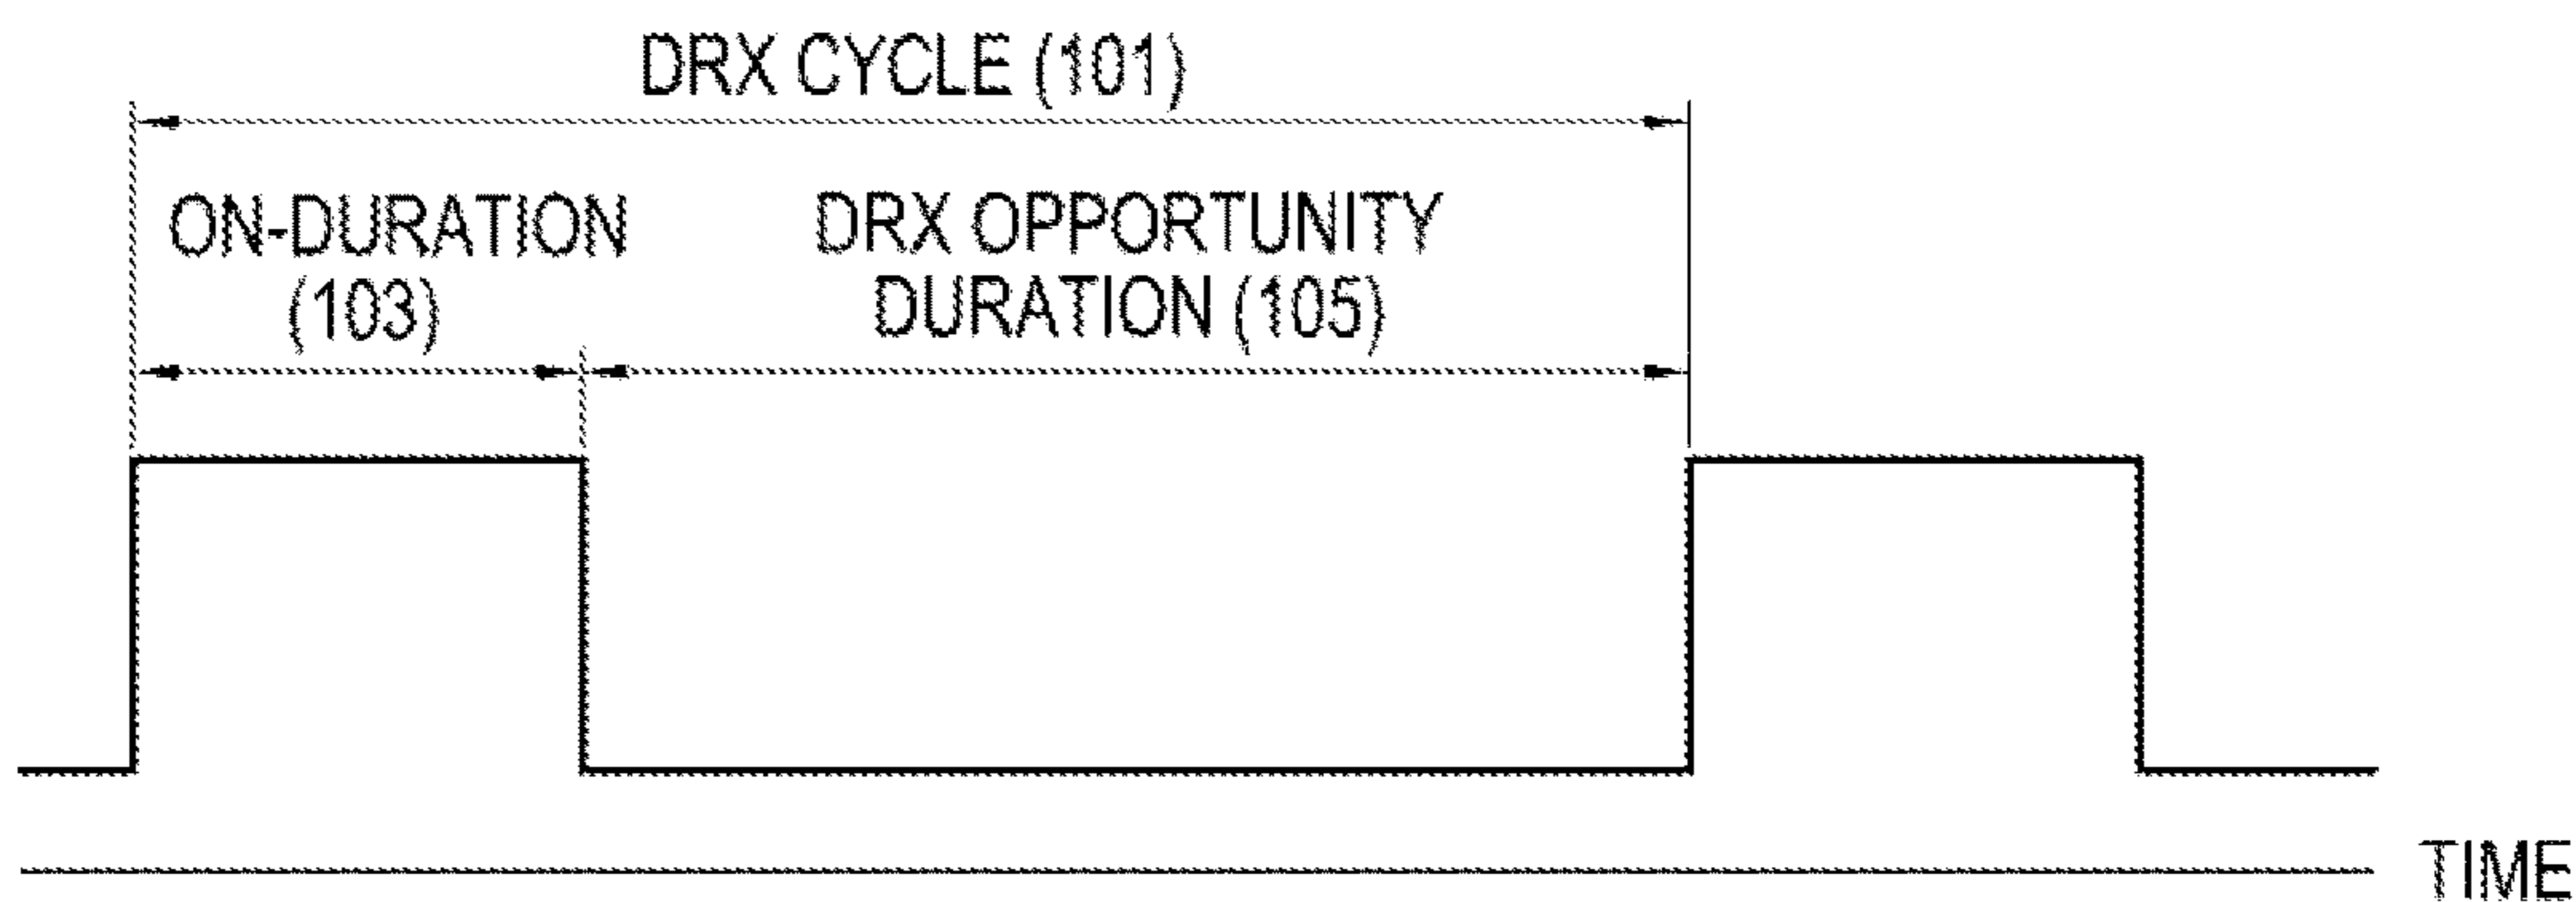 DRX CYCLE (101)
ON-DURATION
(103)
DRX OPPORTUNITY
DURATION (105)
TIME